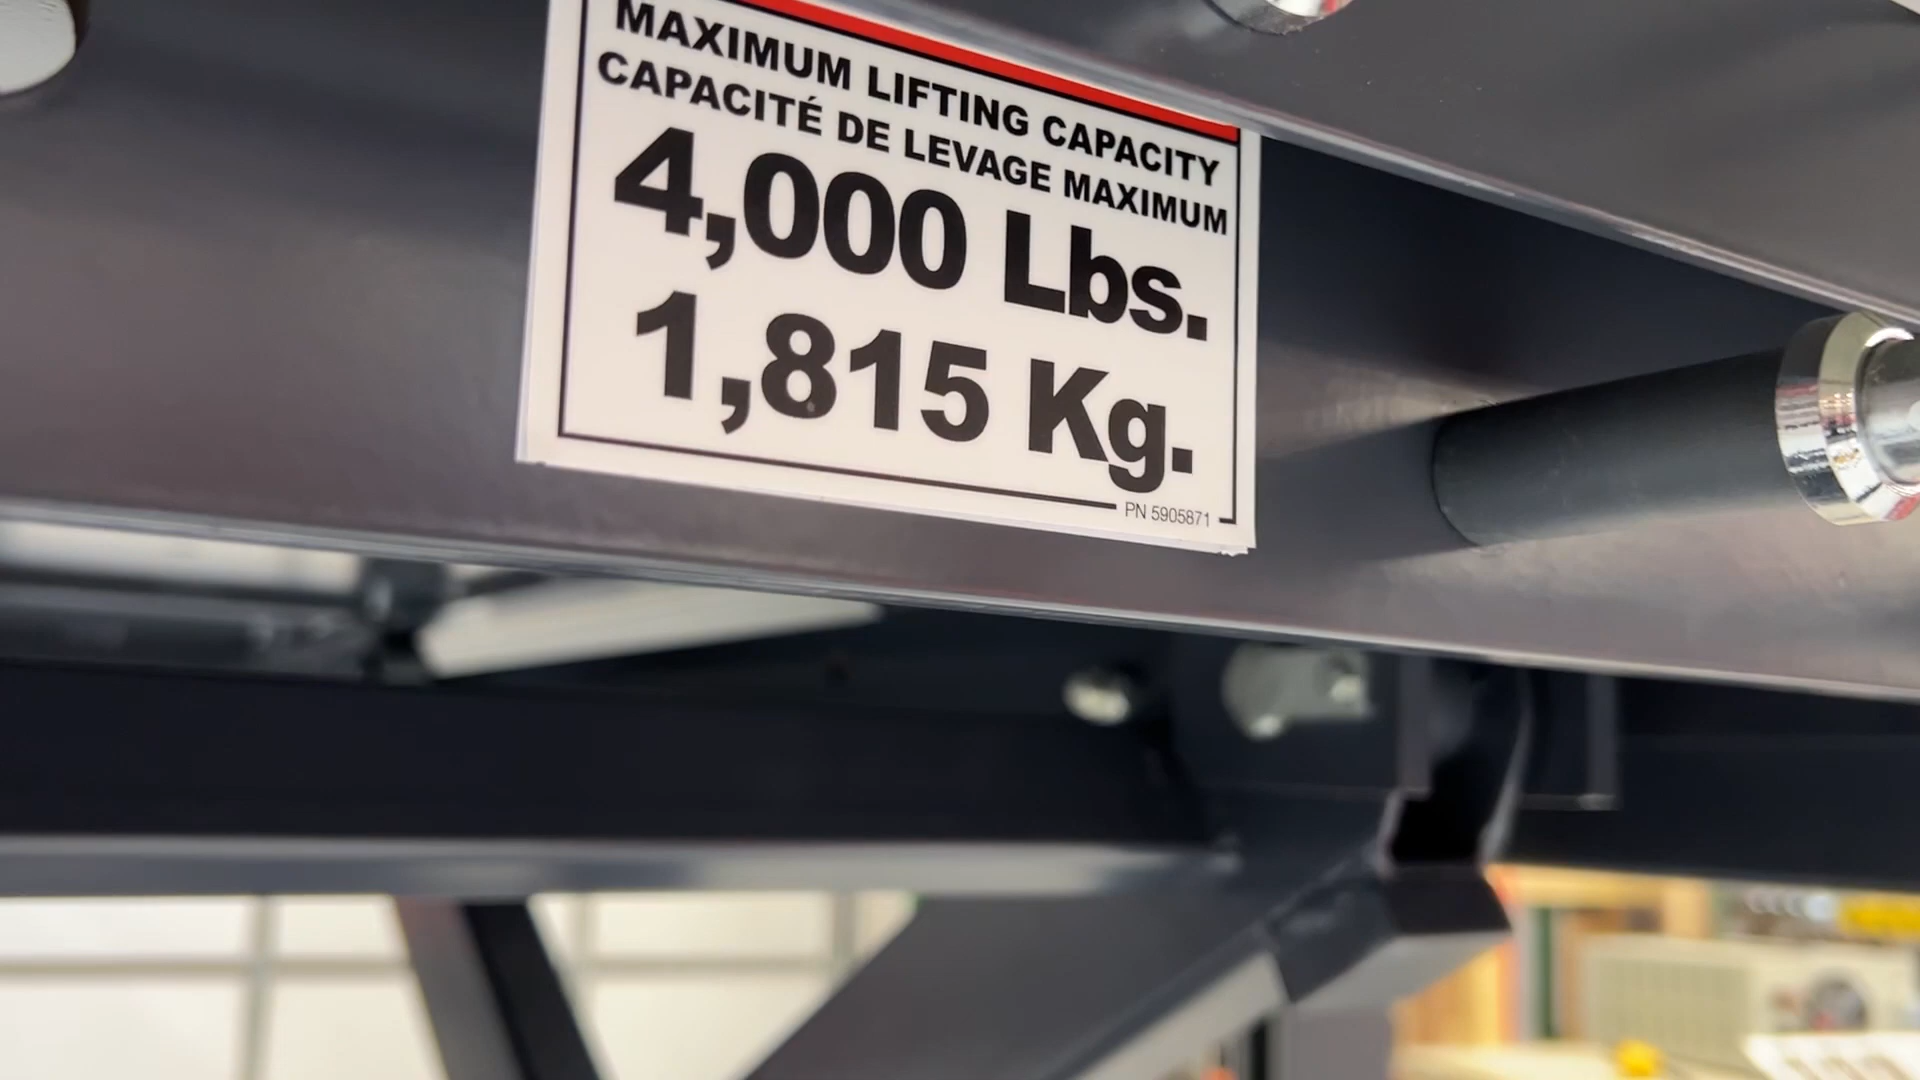 MAXIMUM LIFTING CAPACITY
CAPACITÉ DE LEVAGE MAXIMUM
4,000 Lbs.
1,815 Kg.
PN 5905871